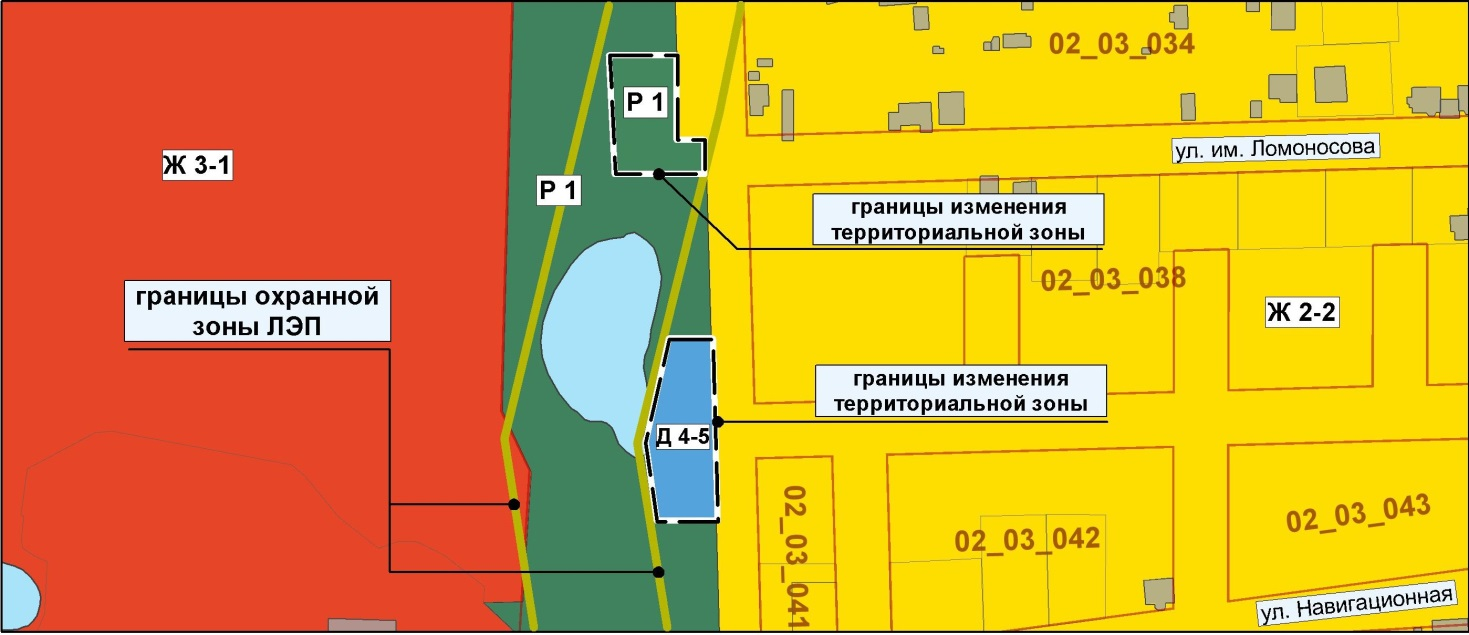 02_03_034
Р 1
ул. им. Ломоносова
Ж 3-1
Р 1
границы изменения
территориальной зоны
02_03_038
границы охранной
зоны ЛЭП
Ж 2-2
границы изменения
территориальной зоны
Д 4-5
02_03_041
02_03_042
02_03_043
ул. Навигационная